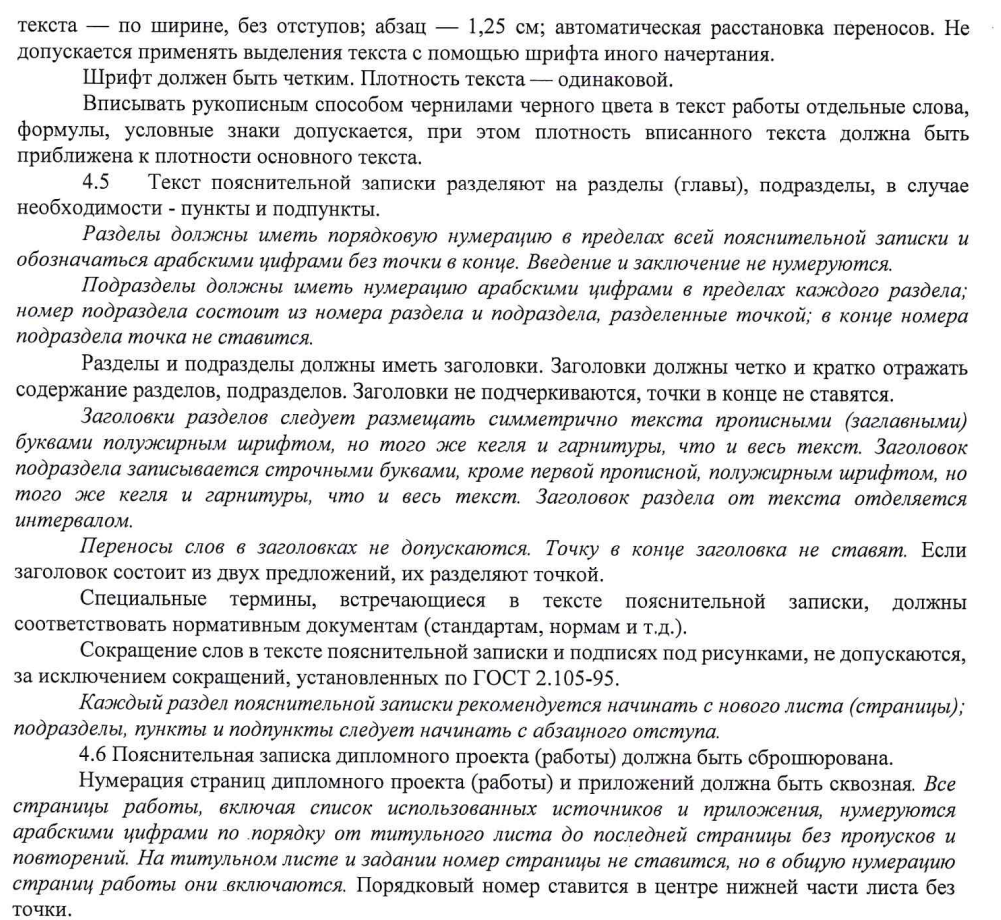 текста — по ширине, без отступов; абзац — 1,25 см; автоматическая расстановка переносов. Не
допускается применять выделения текста с помощью шрифта иного начертания.
Шрифт должен быть четким. Плотность текста — одинаковой.
Вписывать рукописным способом чернилами черного цвета в текст работы отдельные слова,
формулы, условные знаки допускается, при этом плотность вписанного текста должна быть
приближена к плотности основного текста.
4.5 Текст пояснительной записки разделяют на разделы (главы), подразделы, в случае
необходимости - пункты и подпункты.
Разделы должны иметь порядковую нумерацию в пределах всей пояснительной записки и
обозначаться арабскими цифрами без точки в конце. Введение и заключение не нумеруются.
Подразделы должны иметь нумерацию арабскими цифрами в пределах каждого раздела;
номер подраздела состоит из номера раздела и подраздела, разделенные точкой; в конце номера
подраздела точка не ставится.
Разделы и подразделы должны иметь заголовки. Заголовки должны четко и кратко отражать
содержание разделов, подразделов. Заголовки не подчеркиваются, точки в конце не ставятся.
Заголовки разделов следует размещать симметрично текста прописными (заглавными)
буквами полужирным шрифтом, но того же кегля и гарнитуры, что и весь текст. Заголовок
подраздела записывается строчными буквами, кроме первой прописной, полужирным шрифтом, но
того же кегля и гарнитуры, что и весь текст. Заголовок раздела от текста отделяется
интервалом.
Переносы слов в заголовках не допускаются. Точку в конце заголовка не ставят. Если
заголовок состоит из двух предложений, их разделяют точкой.
Специальные термины, встречающиеся в тексте пояснительной записки, должны
соответствовать нормативным документам (стандартам, нормам и т.д.).
Сокращение слов в тексте пояснительной записки и подписях под рисунками, не допускаются,
за исключением сокращений, установленных по ГОСТ 2.105-95.
Каждый раздел пояснительной записки рекомендуется начинать с нового листа (страницы);
подразделы, пункты и подпункты следует начинать с абзацного отступа.
4.6 Пояснительная записка дипломного проекта (работы) должна быть сброшюрована.
Нумерация страниц дипломного проекта (работы) и приложений должна быть сквозная. Все
страницы работы, включая список использованных источников и приложения, нумеруются
арабскими цифрами по порядку от титульного листа до последней страницы без пропусков и
повторений. На титульном листе и задании номер страницы не ставится, но в общую нумерацию
страниц работы они включаются. Порядковый номер ставится в центре нижней части листа без
точки.